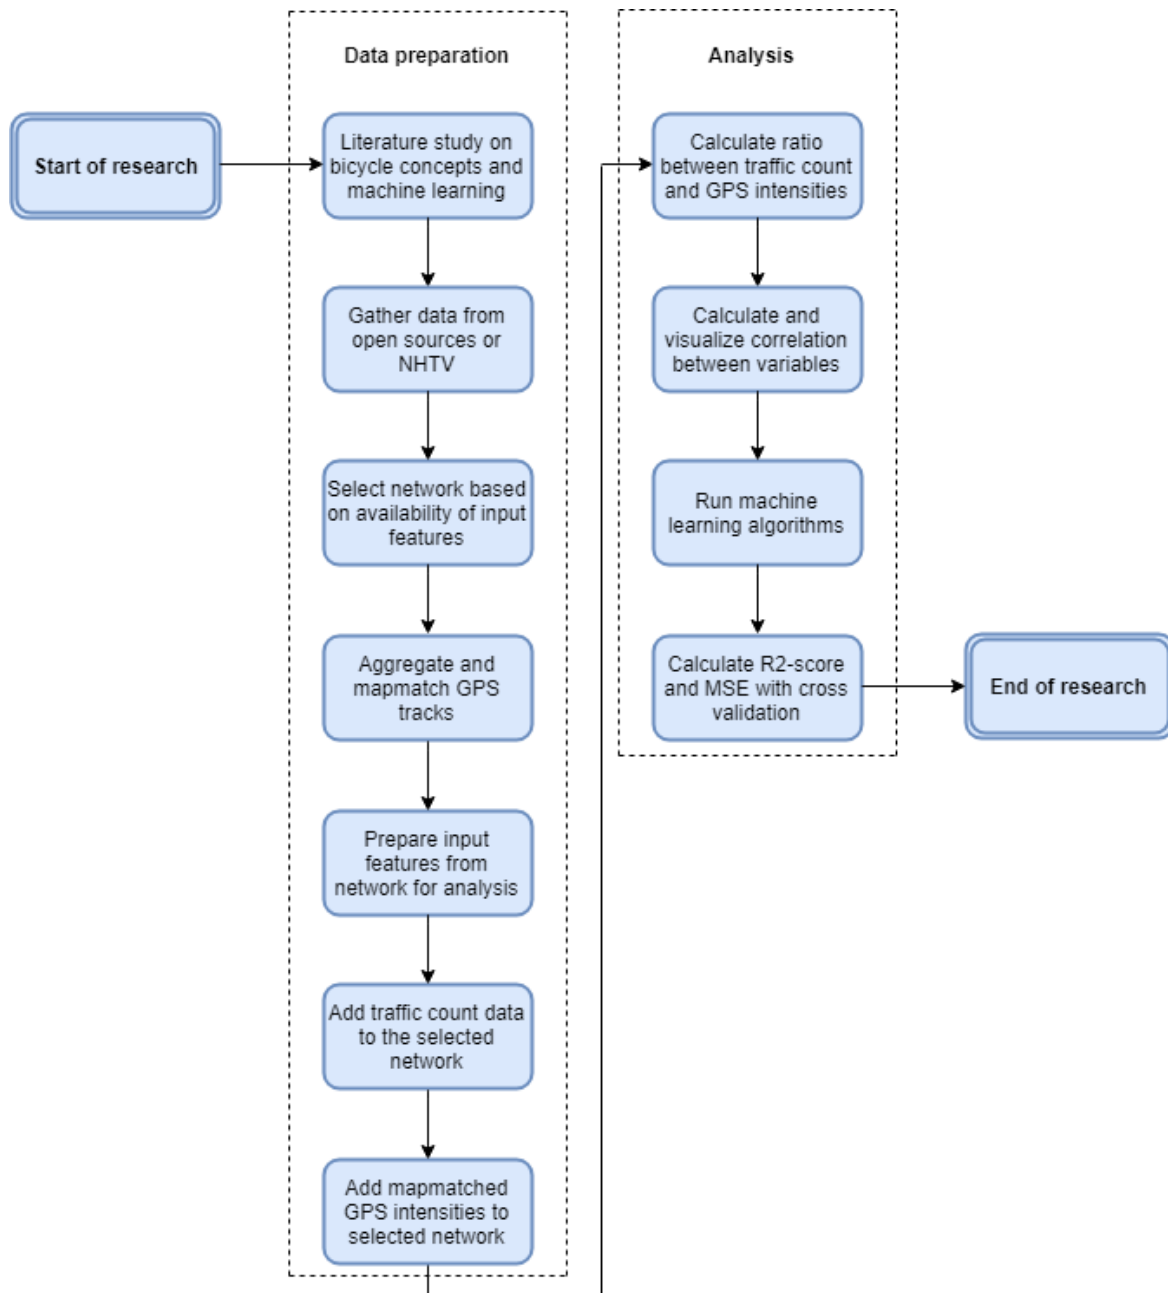 Start of research
Data preparation
Literature study on
bicycle concepts and
machine learning
Gather data from
open sources or
NHTV
Select network based
on availability of input
features
Aggregate and
mapmatch GPS
tracks
Prepare input
features from
network for analysis
Add traffic count data
to the selected
network
Add mapmatched
GPS intensities to
selected network
Analysis
Calculate ratio
between traffic count
and GPS intensities
Calculate and
visualize correlation
between variables
Run machine
learning algorithms
Calculate R2-score
and MSE with cross
validation
End of research